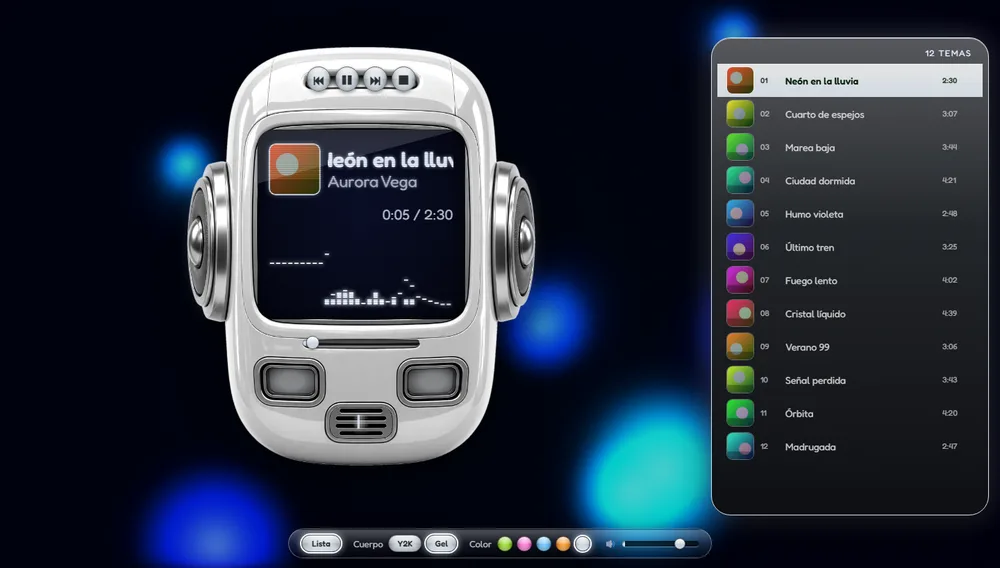 león en la lluv
Aurora Vega
0:05 / 2:30
12 TEMAS
01 Neón en la lluvia 2:30
02 Cuarto de espejos 3:07
03 Marea baja 3:44
04 Ciudad dormida 4:21
05 Humo violeta 2:48
06 Último tren 3:25
07 Fuego lento 4:02
08 Cristal líquido 4:39
09 Verano 99 3:06
10 Señal perdida 3:43
11 Órbita 4:20
12 Madrugada 2:47
Lista Cuerpo Y2K Gel Color